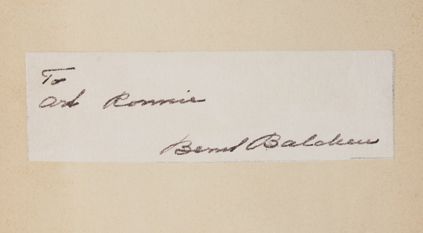 To
Art Ronnie
Bernt Balchen